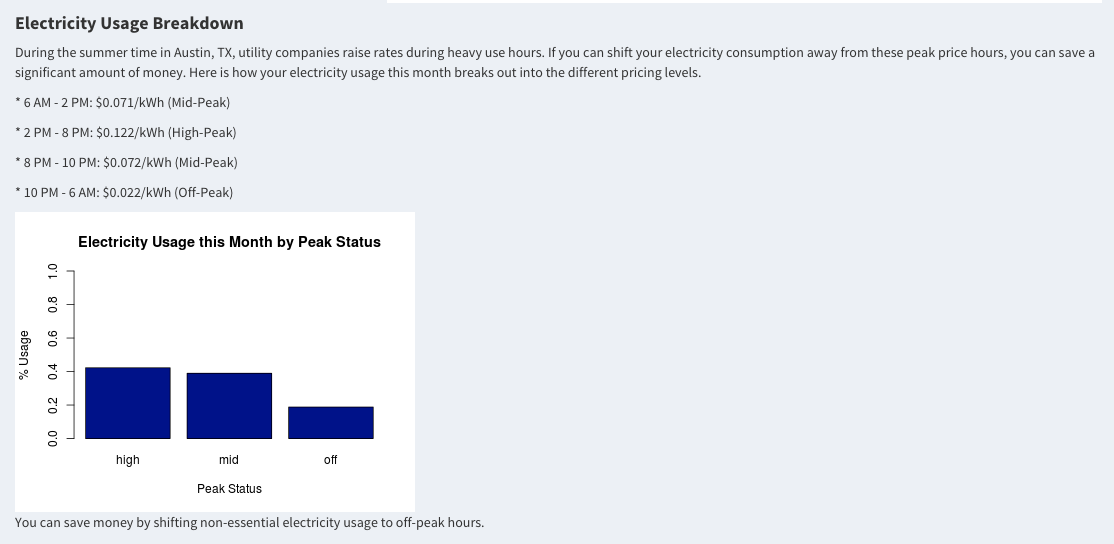 Electricity Usage Breakdown
During the summer time in Austin, TX, utility companies raise rates during heavy use hours. If you can shift your electricity consumption away from these peak price hours, you can save a
significant amount of money. Here is how your electricity usage this month breaks out into the different pricing levels.
* 6 AM - 2 PM: $0.071/kWh (Mid-Peak)
* 2 PM - 8 PM: $0.122/kWh (High-Peak)
* 8 PM - 10 PM: $0.072/kWh (Mid-Peak)
* 10 PM - 6 AM: $0.022/kWh (Off-Peak)
Electricity Usage this Month by Peak Status
% Usage
1.0
0.8
0.6
0.4
0.2
0.0
high mid off
Peak Status
You can save money by shifting non-essential electricity usage to off-peak hours.